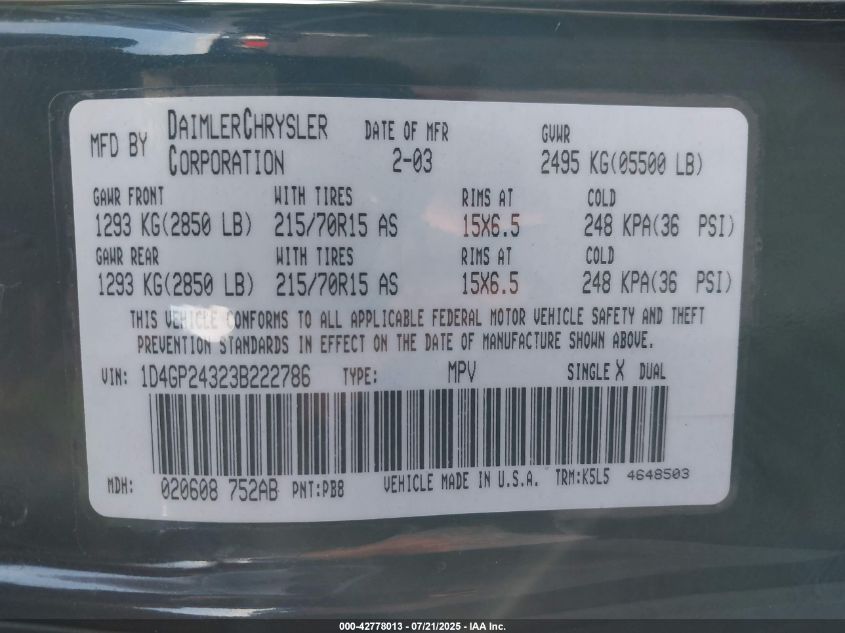 MFD BY DAIMLERCHRYSLER CORPORATION
DATE OF MFR
2-03
GVWR
2495 KG(05500 LB)
GAWR FRONT WITH TIRES RIMS AT COLD
1293 KG(2850 LB) 215/70R15 AS 15X6.5 248 KPA(36 PSI)
GAWR REAR WITH TIRES RIMS AT COLD
1293 KG(2850 LB) 215/70R15 AS 15X6.5 248 KPA(36 PSI)
THIS VEHICLE CONFORMS TO ALL APPLICABLE FEDERAL MOTOR VEHICLE SAFETY AND THEFT
PREVENTION STANDARDS IN EFFECT ON THE DATE OF MANUFACTURE SHOWN ABOVE.
VIN: 1D4GP24323B222786 TYPE: MPV SINGLE X DUAL
MDH: 020608 752AB PNT:PB8 VEHICLE MADE IN U.S.A. TRM:K5L5 4648503
000-42778013 - 07/21/2025 - IAA Inc.